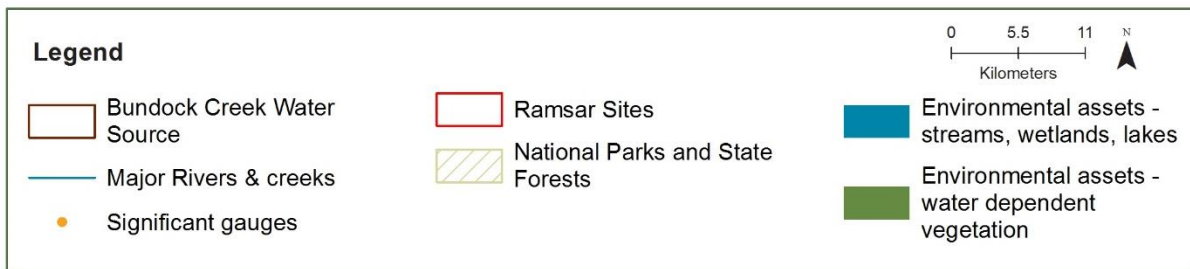 Legend
0 5.5 11
Kilometers
N
Bundock Creek Water
Source
Major Rivers & creeks
Significant gauges
Ramsar Sites
National Parks and State
Forests
Environmental assets -
streams, wetlands, lakes
Environmental assets -
water dependent
vegetation